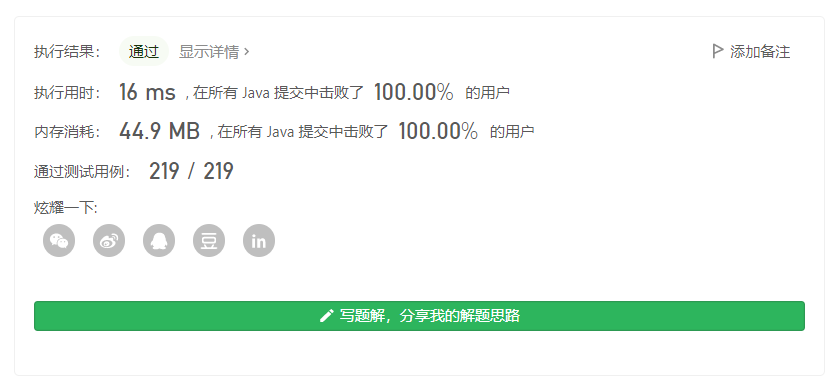 执行结果： 通过 显示详情 › 添加备注
执行用时： 16 ms , 在所有 Java 提交中击败了 100.00% 的用户
内存消耗： 44.9 MB , 在所有 Java 提交中击败了 100.00% 的用户
通过测试用例： 219 / 219
炫耀一下:
豆 in
写题解，分享我的解题思路